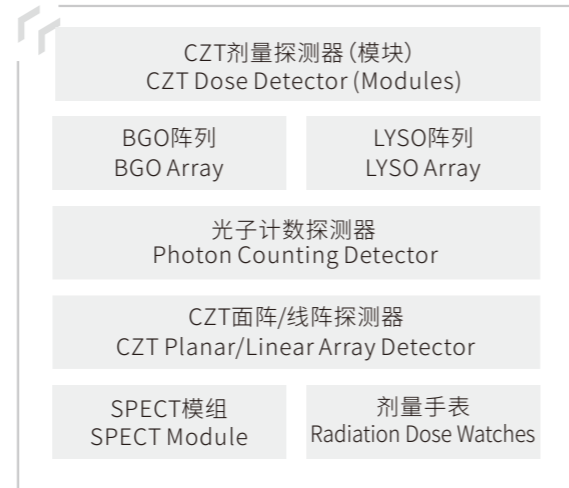 CZT剂量探测器（模块）
CZT Dose Detector (Modules)
BGO阵列
BGO Array
LYSO阵列
LYSO Array
光子计数探测器
Photon Counting Detector
CZT面阵/线阵探测器
CZT Planar/Linear Array Detector
SPECT模组
SPECT Module
剂量手表
Radiation Dose Watches